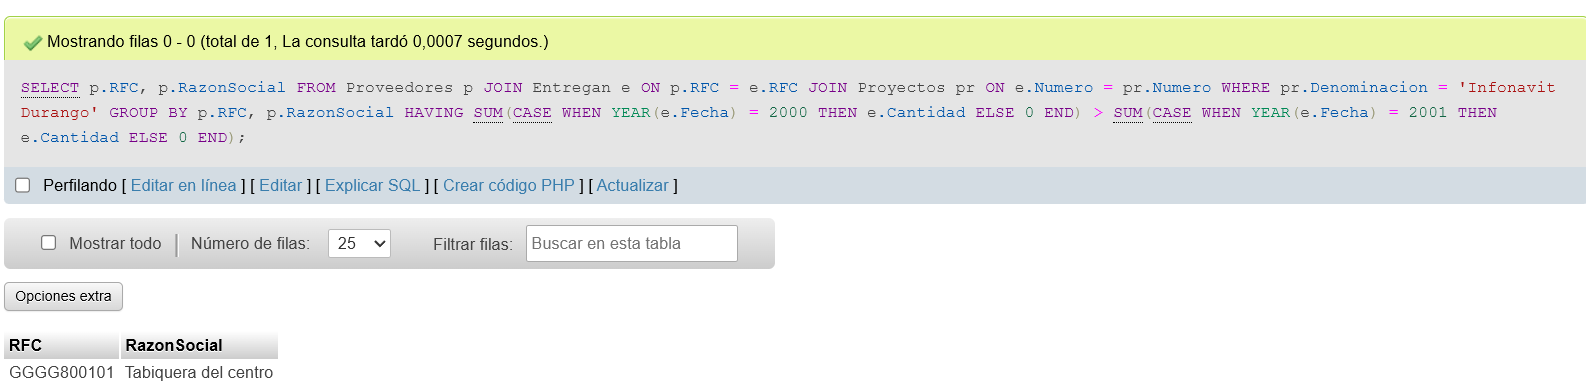 Mostrando filas 0 - 0 (total de 1, La consulta tardó 0,0007 segundos.)
SELECT p.RFC, p.RazonSocial FROM Proveedores p JOIN Entregan e ON p.RFC = e.RFC JOIN Proyectos pr ON e.Numero = pr.Numero WHERE pr.Denominacion = 'Infonavit
Durango' GROUP BY p.RFC, p.RazonSocial HAVING SUM(CASE WHEN YEAR(e.Fecha) = 2000 THEN e.Cantidad ELSE 0 END) > SUM(CASE WHEN YEAR(e.Fecha) = 2001 THEN
e.Cantidad ELSE 0 END);
Perfilando [ Editar en línea ] [ Editar ] [ Explicar SQL ] [ Crear código PHP ] [ Actualizar ]
Mostrar todo | Número de filas: 25 Filtrar filas: Buscar en esta tabla
Opciones extra
RFC RazonSocial
GGGG800101 Tabiquera del centro